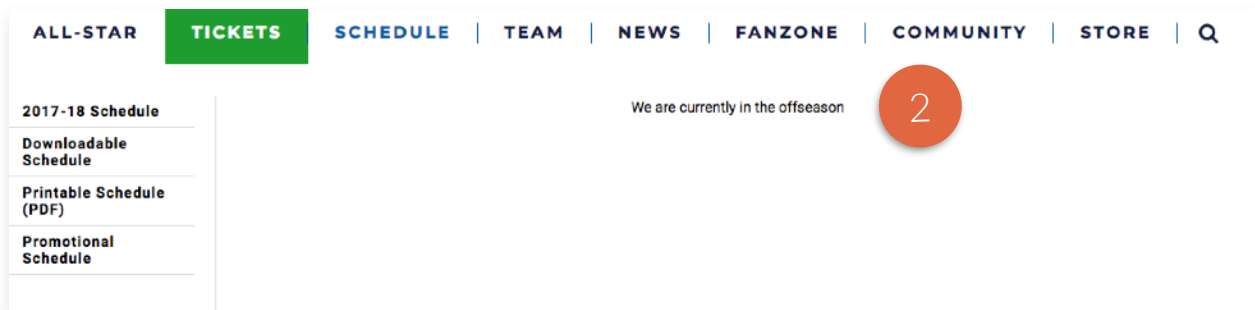 ALL-STAR TICKETS SCHEDULE TEAM NEWS FANZONE COMMUNITY STORE
2017-18 Schedule
Downloadable
Schedule
Printable Schedule
(PDF)
Promotional
Schedule
We are currently in the offseason
2